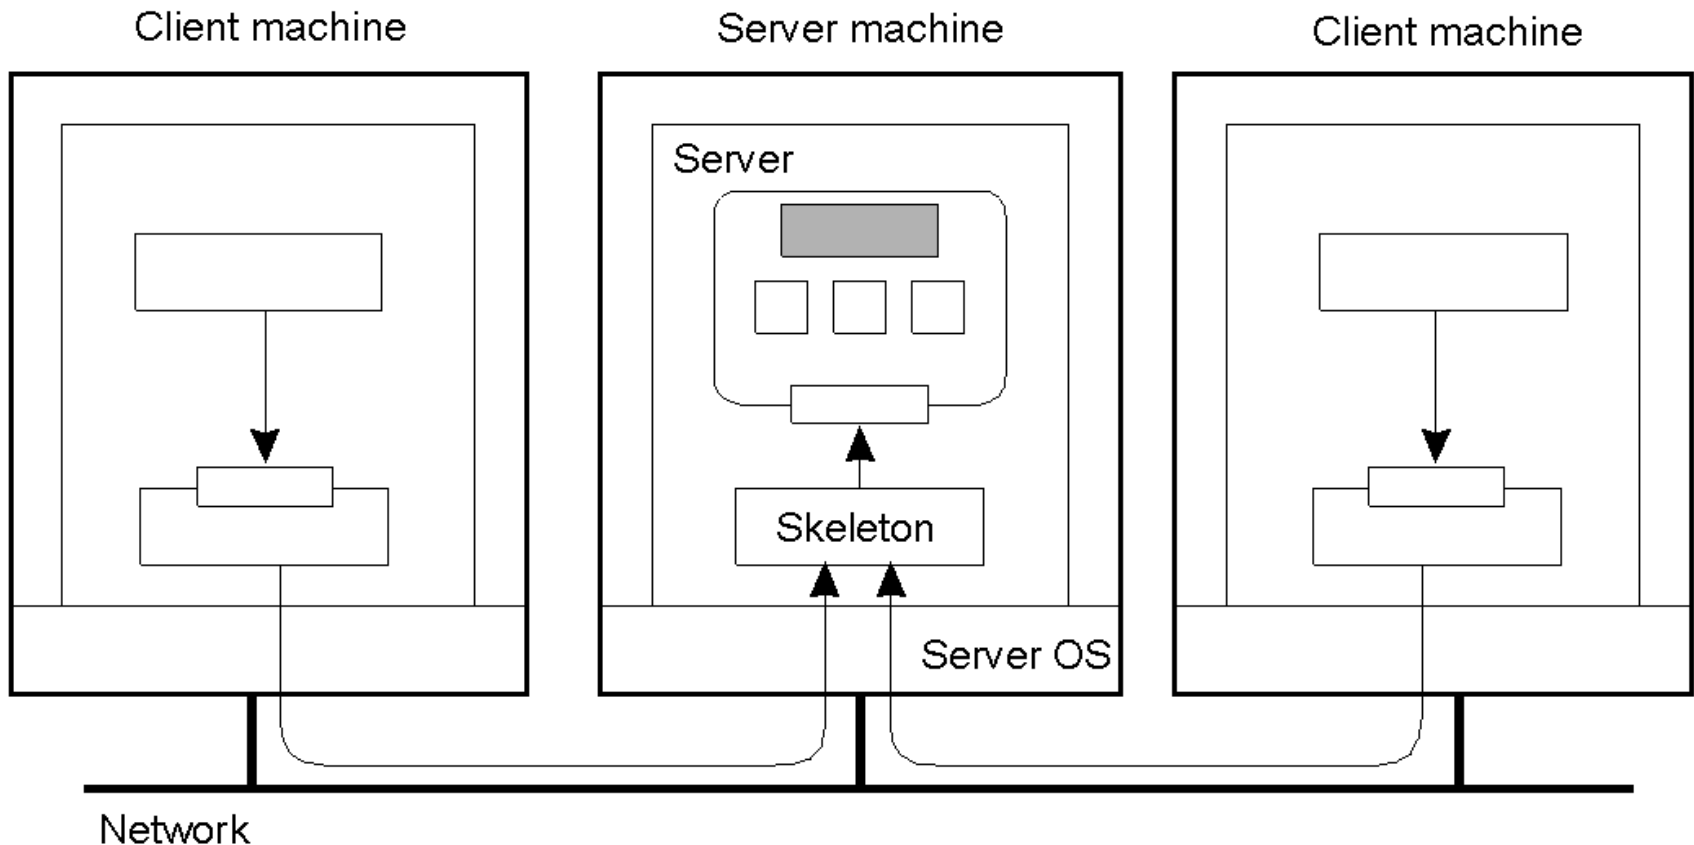 Client machine
Server machine
Client machine
Server
Skeleton
Server OS
Network